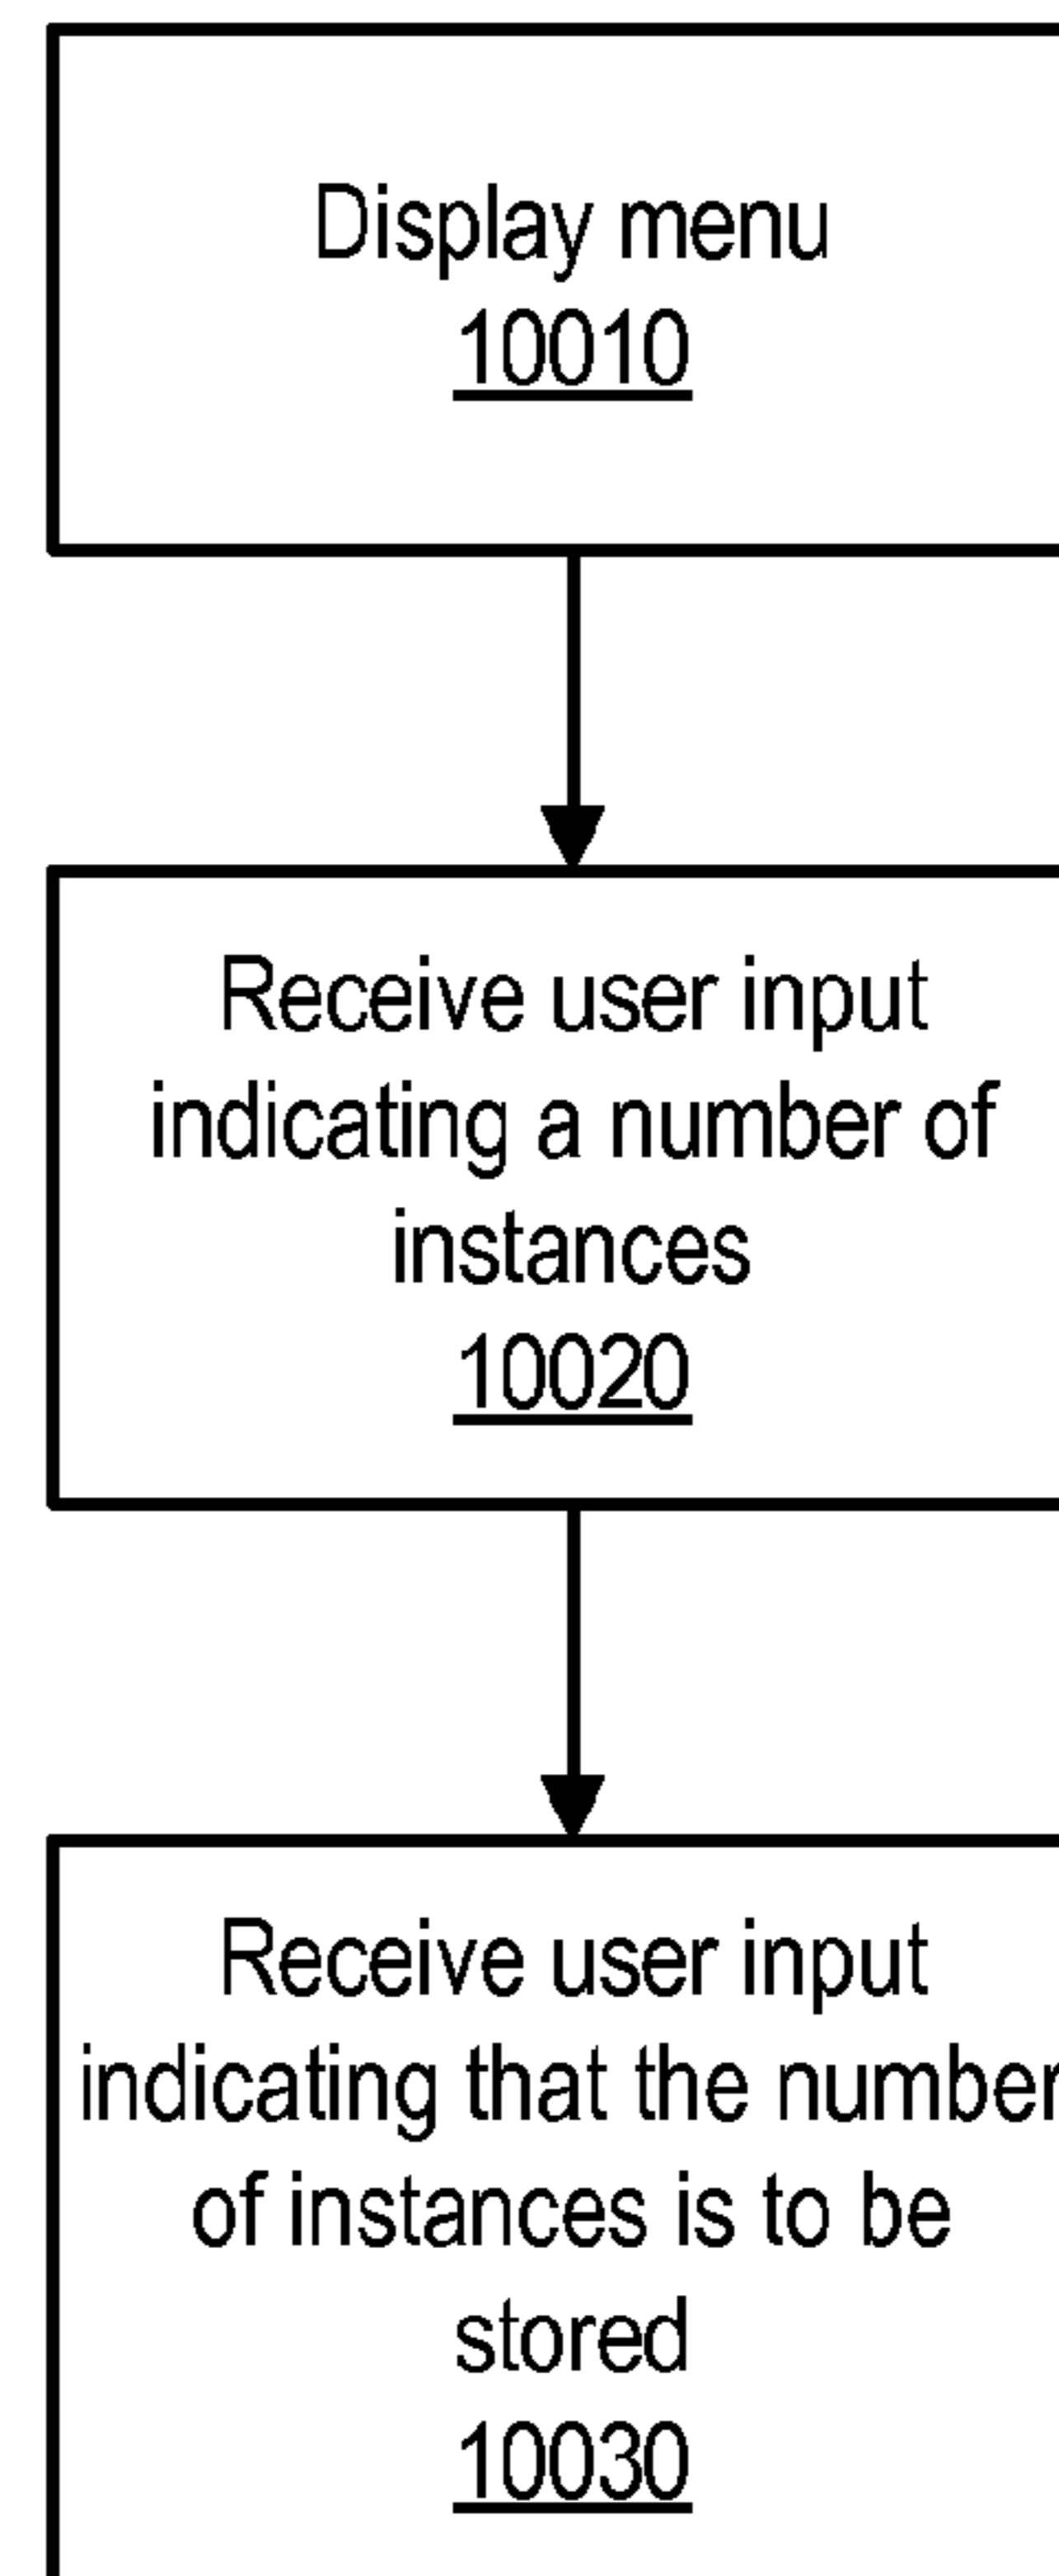 Display menu
10010
Receive user input
indicating a number of
instances
10020
Receive user input
indicating that the number
of instances is to be
stored
10030